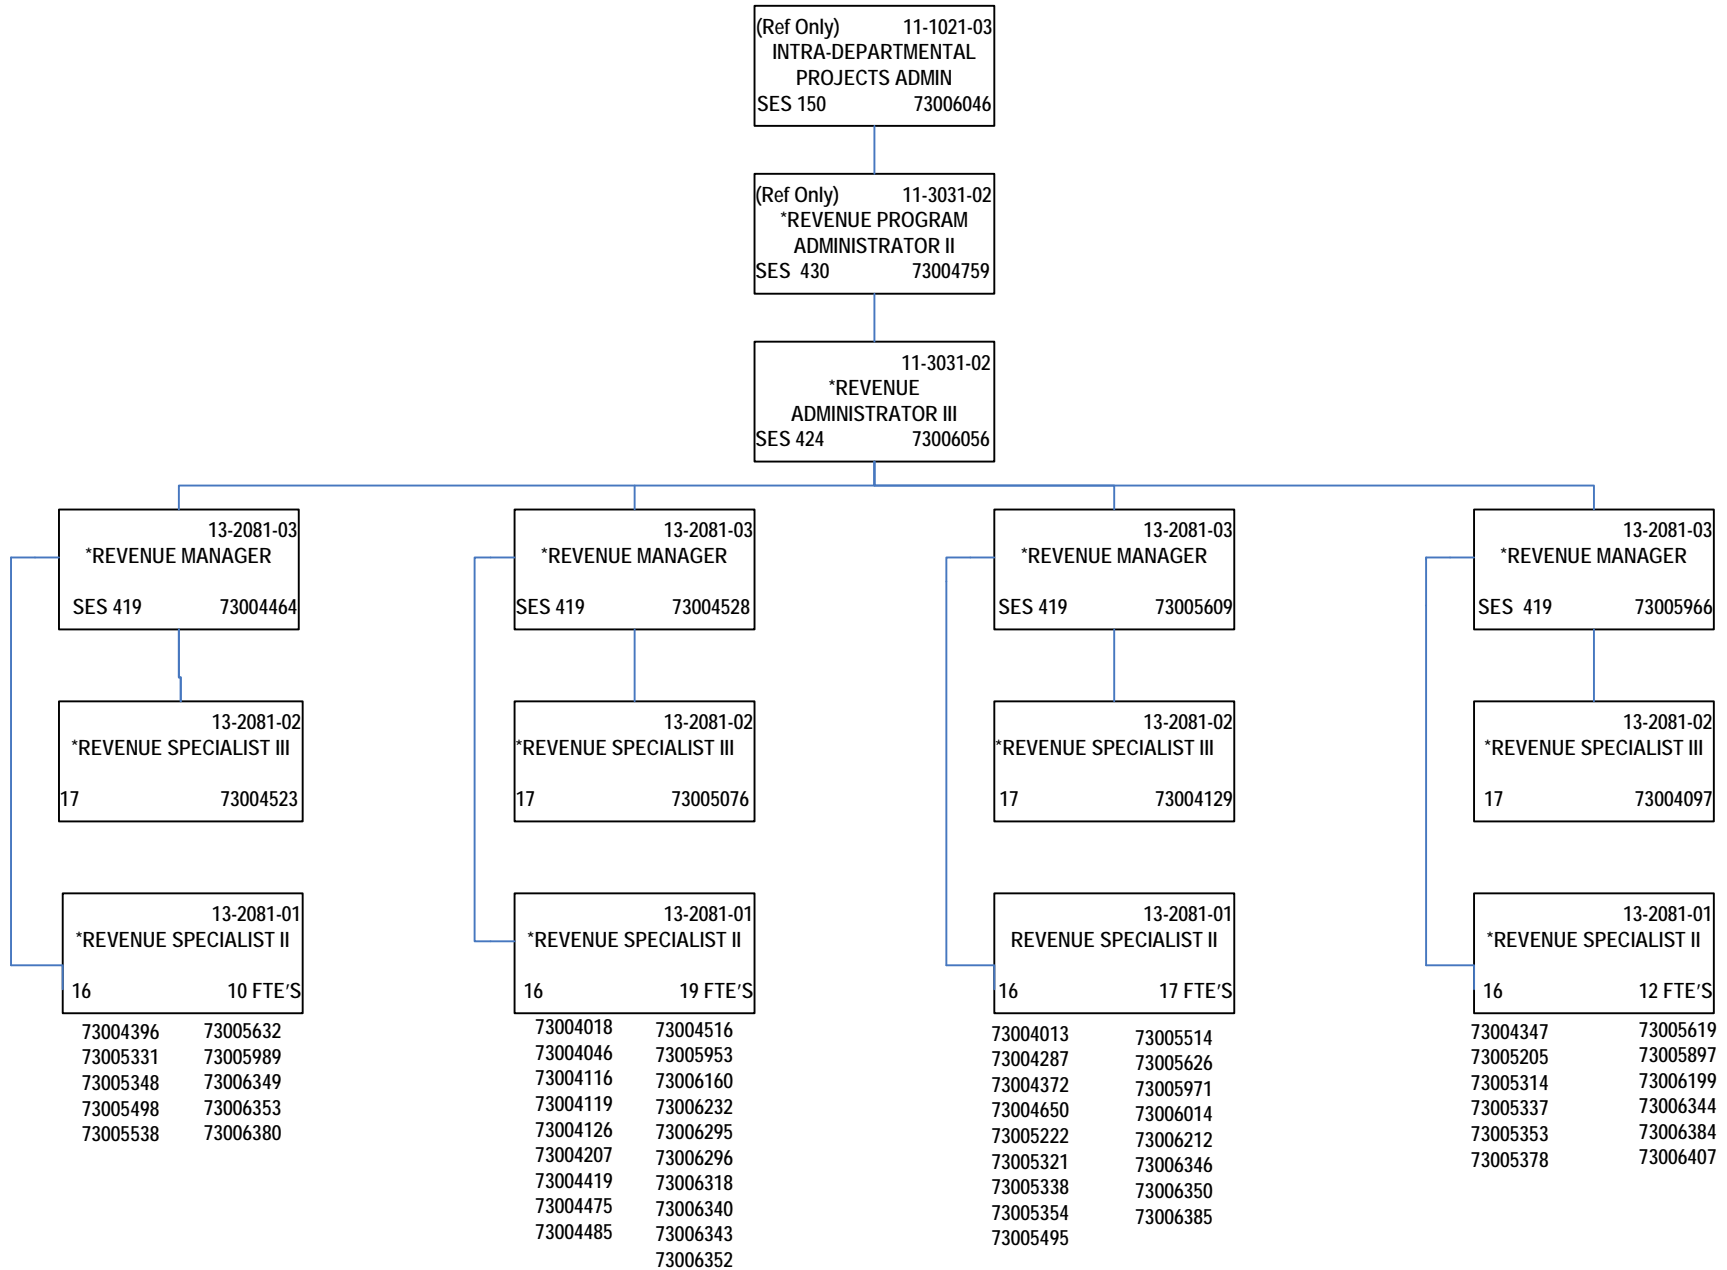 (Ref Only) 11-1021-03
INTRA-DEPARTMENTAL
PROJECTS ADMIN
SES 150 73006046
(Ref Only) 11-3031-02
*REVENUE PROGRAM
ADMINISTRATOR II
SES 430 73004759
11-3031-02
*REVENUE
ADMINISTRATOR III
SES 424 73006056
13-2081-03
*REVENUE MANAGER
SES 419 73004464
13-2081-03
*REVENUE MANAGER
SES 419 73004528
13-2081-03
*REVENUE MANAGER
SES 419 73005609
13-2081-03
*REVENUE MANAGER
SES 419 73005966
13-2081-02
*REVENUE SPECIALIST III
17 73004523
13-2081-02
*REVENUE SPECIALIST III
17 73005076
13-2081-02
*REVENUE SPECIALIST III
17 73004129
13-2081-02
*REVENUE SPECIALIST III
17 73004097
13-2081-01
*REVENUE SPECIALIST II
16 10 FTE'S
73004396 73005632
73005331 73005989
73005348 73006349
73005498 73006353
73005538 73006380
13-2081-01
*REVENUE SPECIALIST II
16 19 FTE'S
73004018 73004516
73004046 73005953
73004116 73006160
73004119 73006232
73004126 73006295
73004207 73006296
73004419 73006318
73004475 73006340
73004485 73006343
73006352
13-2081-01
REVENUE SPECIALIST II
16 17 FTE'S
73004013 73005514
73004287 73005626
73004372 73005971
73004650 73006014
73005222 73006212
73005321 73006346
73005338 73006350
73005354 73006385
73005495
13-2081-01
*REVENUE SPECIALIST II
16 12 FTE'S
73004347 73005619
73005205 73005897
73005314 73006199
73005337 73006344
73005353 73006384
73005378 73006407